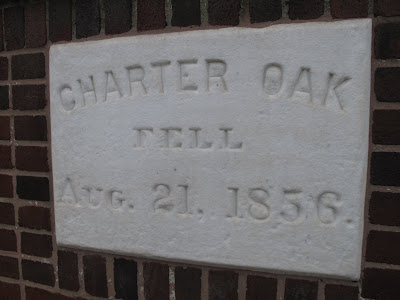 CHARTER OAK
FELL
AUG. 21, 1856.